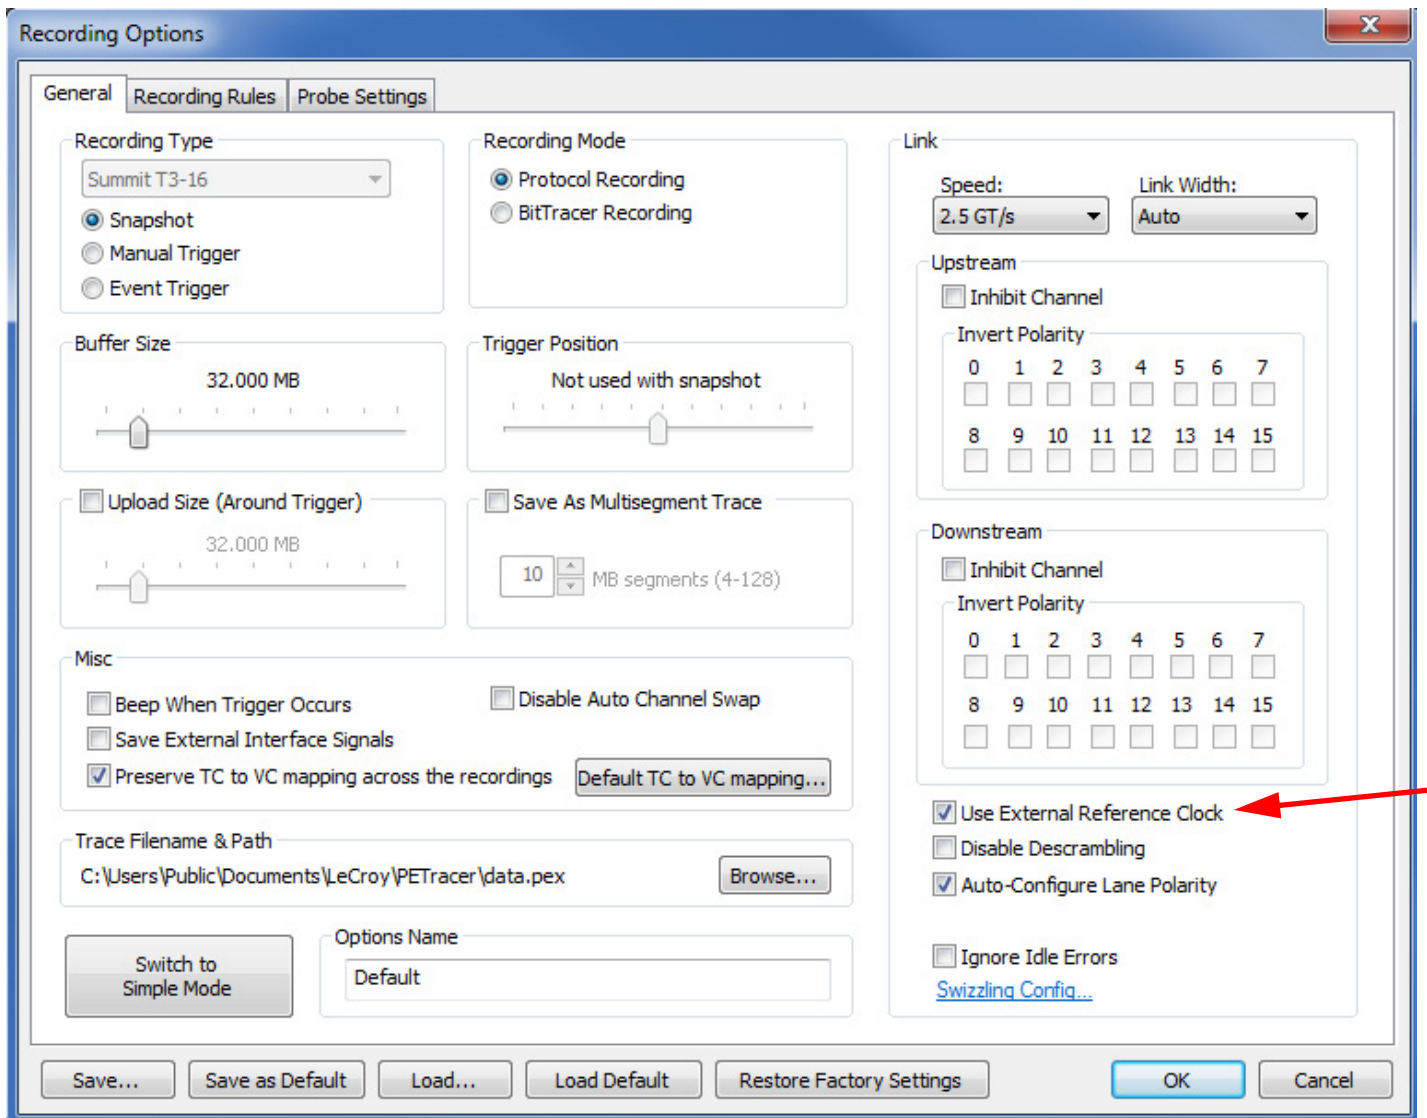 Recording Options
General Recording Rules Probe Settings
Recording Type
Summit T3-16
Snapshot
Manual Trigger
Event Trigger
Recording Mode
Protocol Recording
BitTracer Recording
Buffer Size
32.000 MB
Trigger Position
Not used with snapshot
Upload Size (Around Trigger)
32.000 MB
Save As Multisegment Trace
10 MB segments (4-128)
Misc
Beep When Trigger Occurs
Disable Auto Channel Swap
Save External Interface Signals
Preserve TC to VC mapping across the recordings
Default TC to VC mapping...
Trace Filename & Path
C:\Users\Public\Documents\LeCroy\PETracer\data.pex
Browse...
Switch to
Simple Mode
Options Name
Default
Link
Speed: Link Width:
2.5 GT/s Auto
Upstream
Inhibit Channel
Invert Polarity
0 1 2 3 4 5 6 7
8 9 10 11 12 13 14 15
Downstream
Inhibit Channel
Invert Polarity
0 1 2 3 4 5 6 7
8 9 10 11 12 13 14 15
Use External Reference Clock
Disable Descrambling
Auto-Configure Lane Polarity
Ignore Idle Errors
Swizzling Config...
Save... Save as Default Load... Load Default Restore Factory Settings OK Cancel